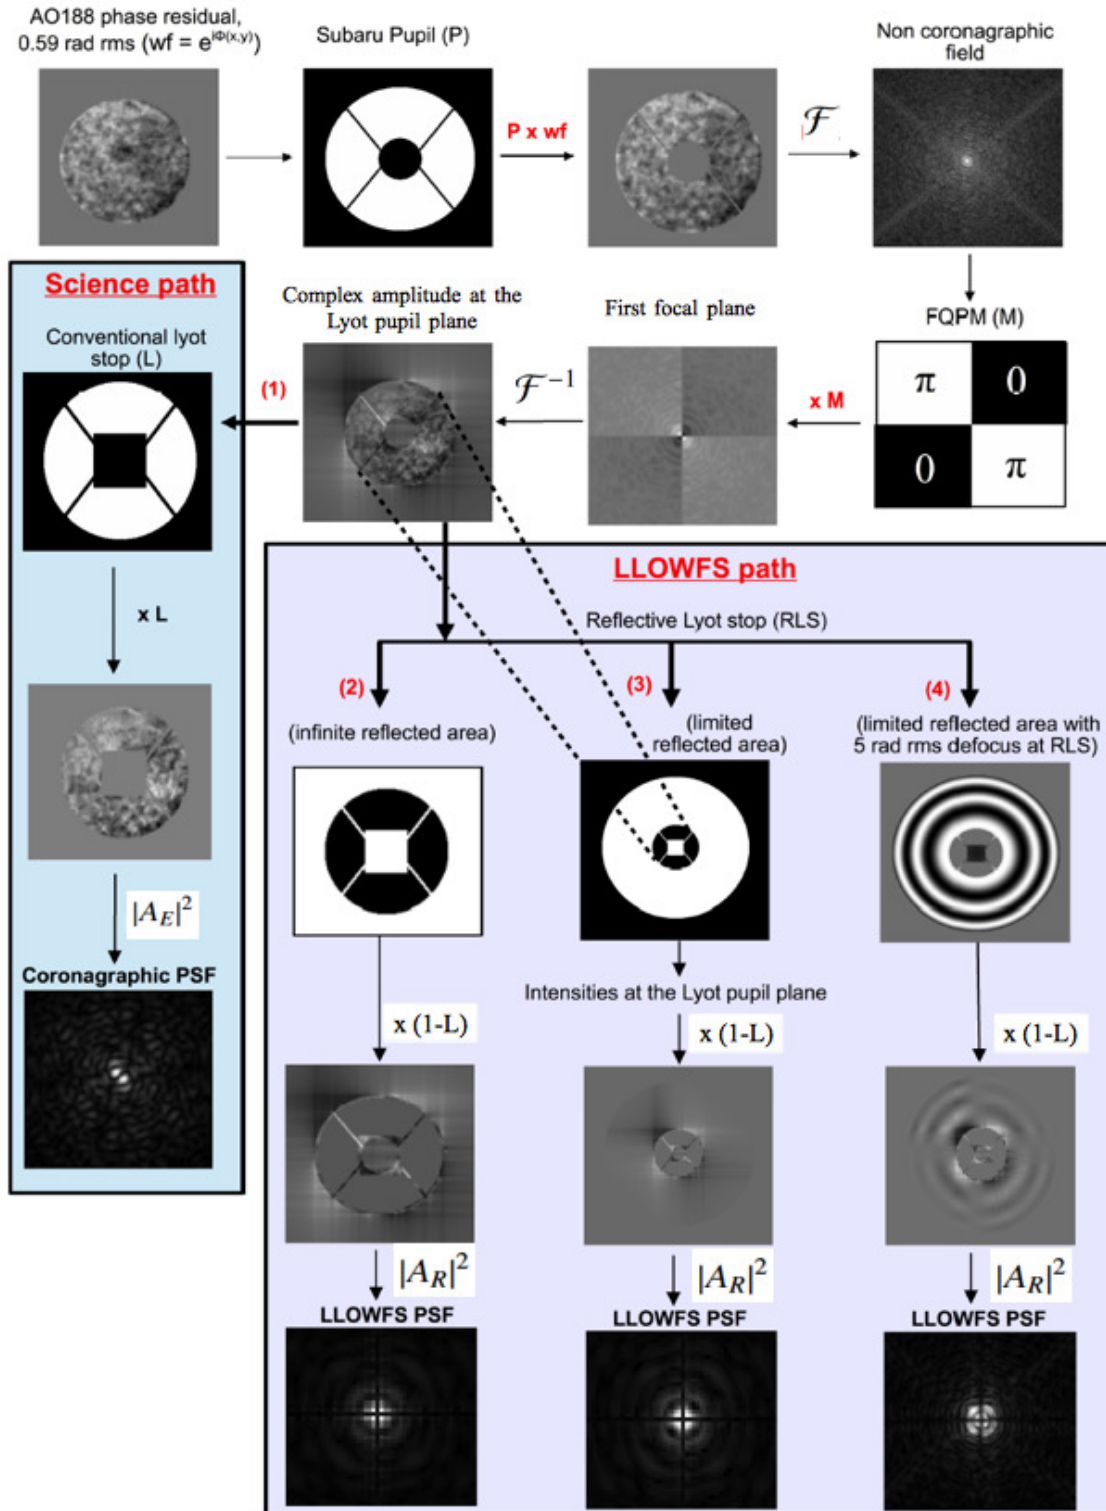 AO188 phase residual,
0.59 rad rms (wf = e^{iΦ(x,y)})
Subaru Pupil (P)
P x wf
ℱ
Non coronagraphic
field
Science path
Conventional lyot
stop (L)
(1)
Complex amplitude at the
Lyot pupil plane
ℱ⁻¹
First focal plane
x M
FQPM (M)
π 0
0 π
x L
|A_E|²
Coronagraphic PSF
LLOWFS path
Reflective Lyot stop (RLS)
(2)
(infinite reflected area)
(3)
(limited
reflected area)
(4)
(limited reflected area with
5 rad rms defocus at RLS)
Intensities at the Lyot pupil plane
x (1-L)
x (1-L)
x (1-L)
|A_R|²
|A_R|²
|A_R|²
LLOWFS PSF
LLOWFS PSF
LLOWFS PSF